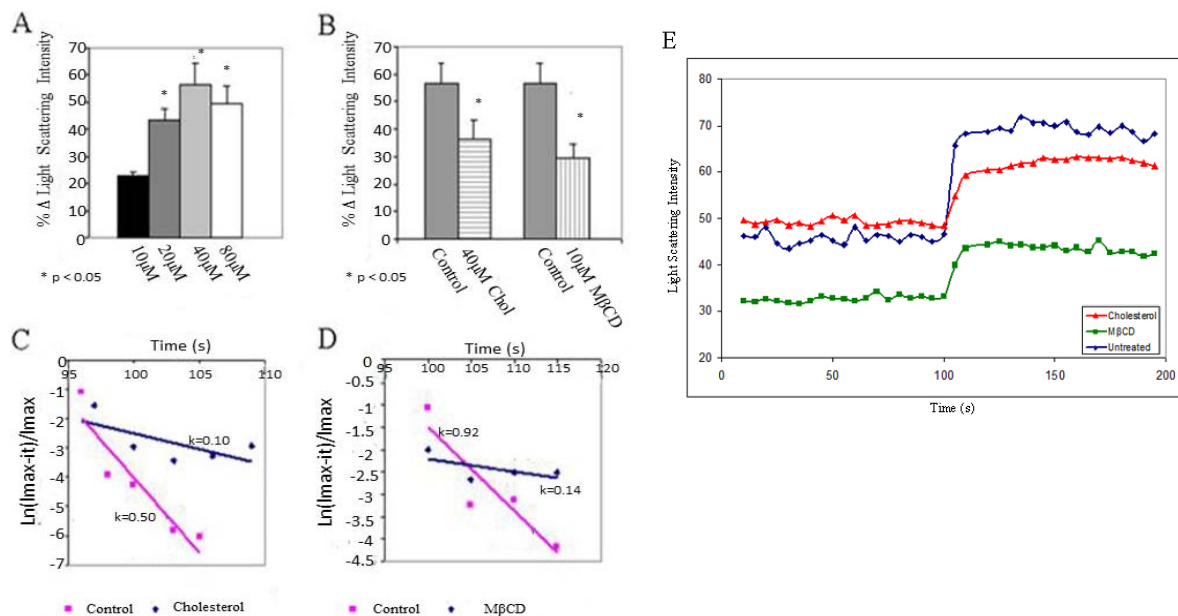 A
% Δ Light Scattering Intensity
70
60
50
40
30
20
10
0
*
*
*
10µM
20µM
40µM
80µM
* p < 0.05
B
% Δ Light Scattering Intensity
70
60
50
40
30
20
10
0
*
*
Control
40µM Chol
Control
10µM MβCD
* p < 0.05
C
Time (s)
95 100 105 110
Ln(Imax-it)/Imax
0
-1
-2
-3
-4
-5
-6
-7
k=0.10
k=0.50
Control Cholesterol
D
Time (s)
95 100 105 110 115 120
Ln(Imax-it)/Imax
0
-0.5
-1
-1.5
-2
-2.5
-3
-3.5
-4
-4.5
k=0.92
k=0.14
Control MβCD
E
Light Scattering Intensity
80
70
60
50
40
30
20
0 50 100 150 200
Time (s)
Cholesterol
MβCD
Untreated